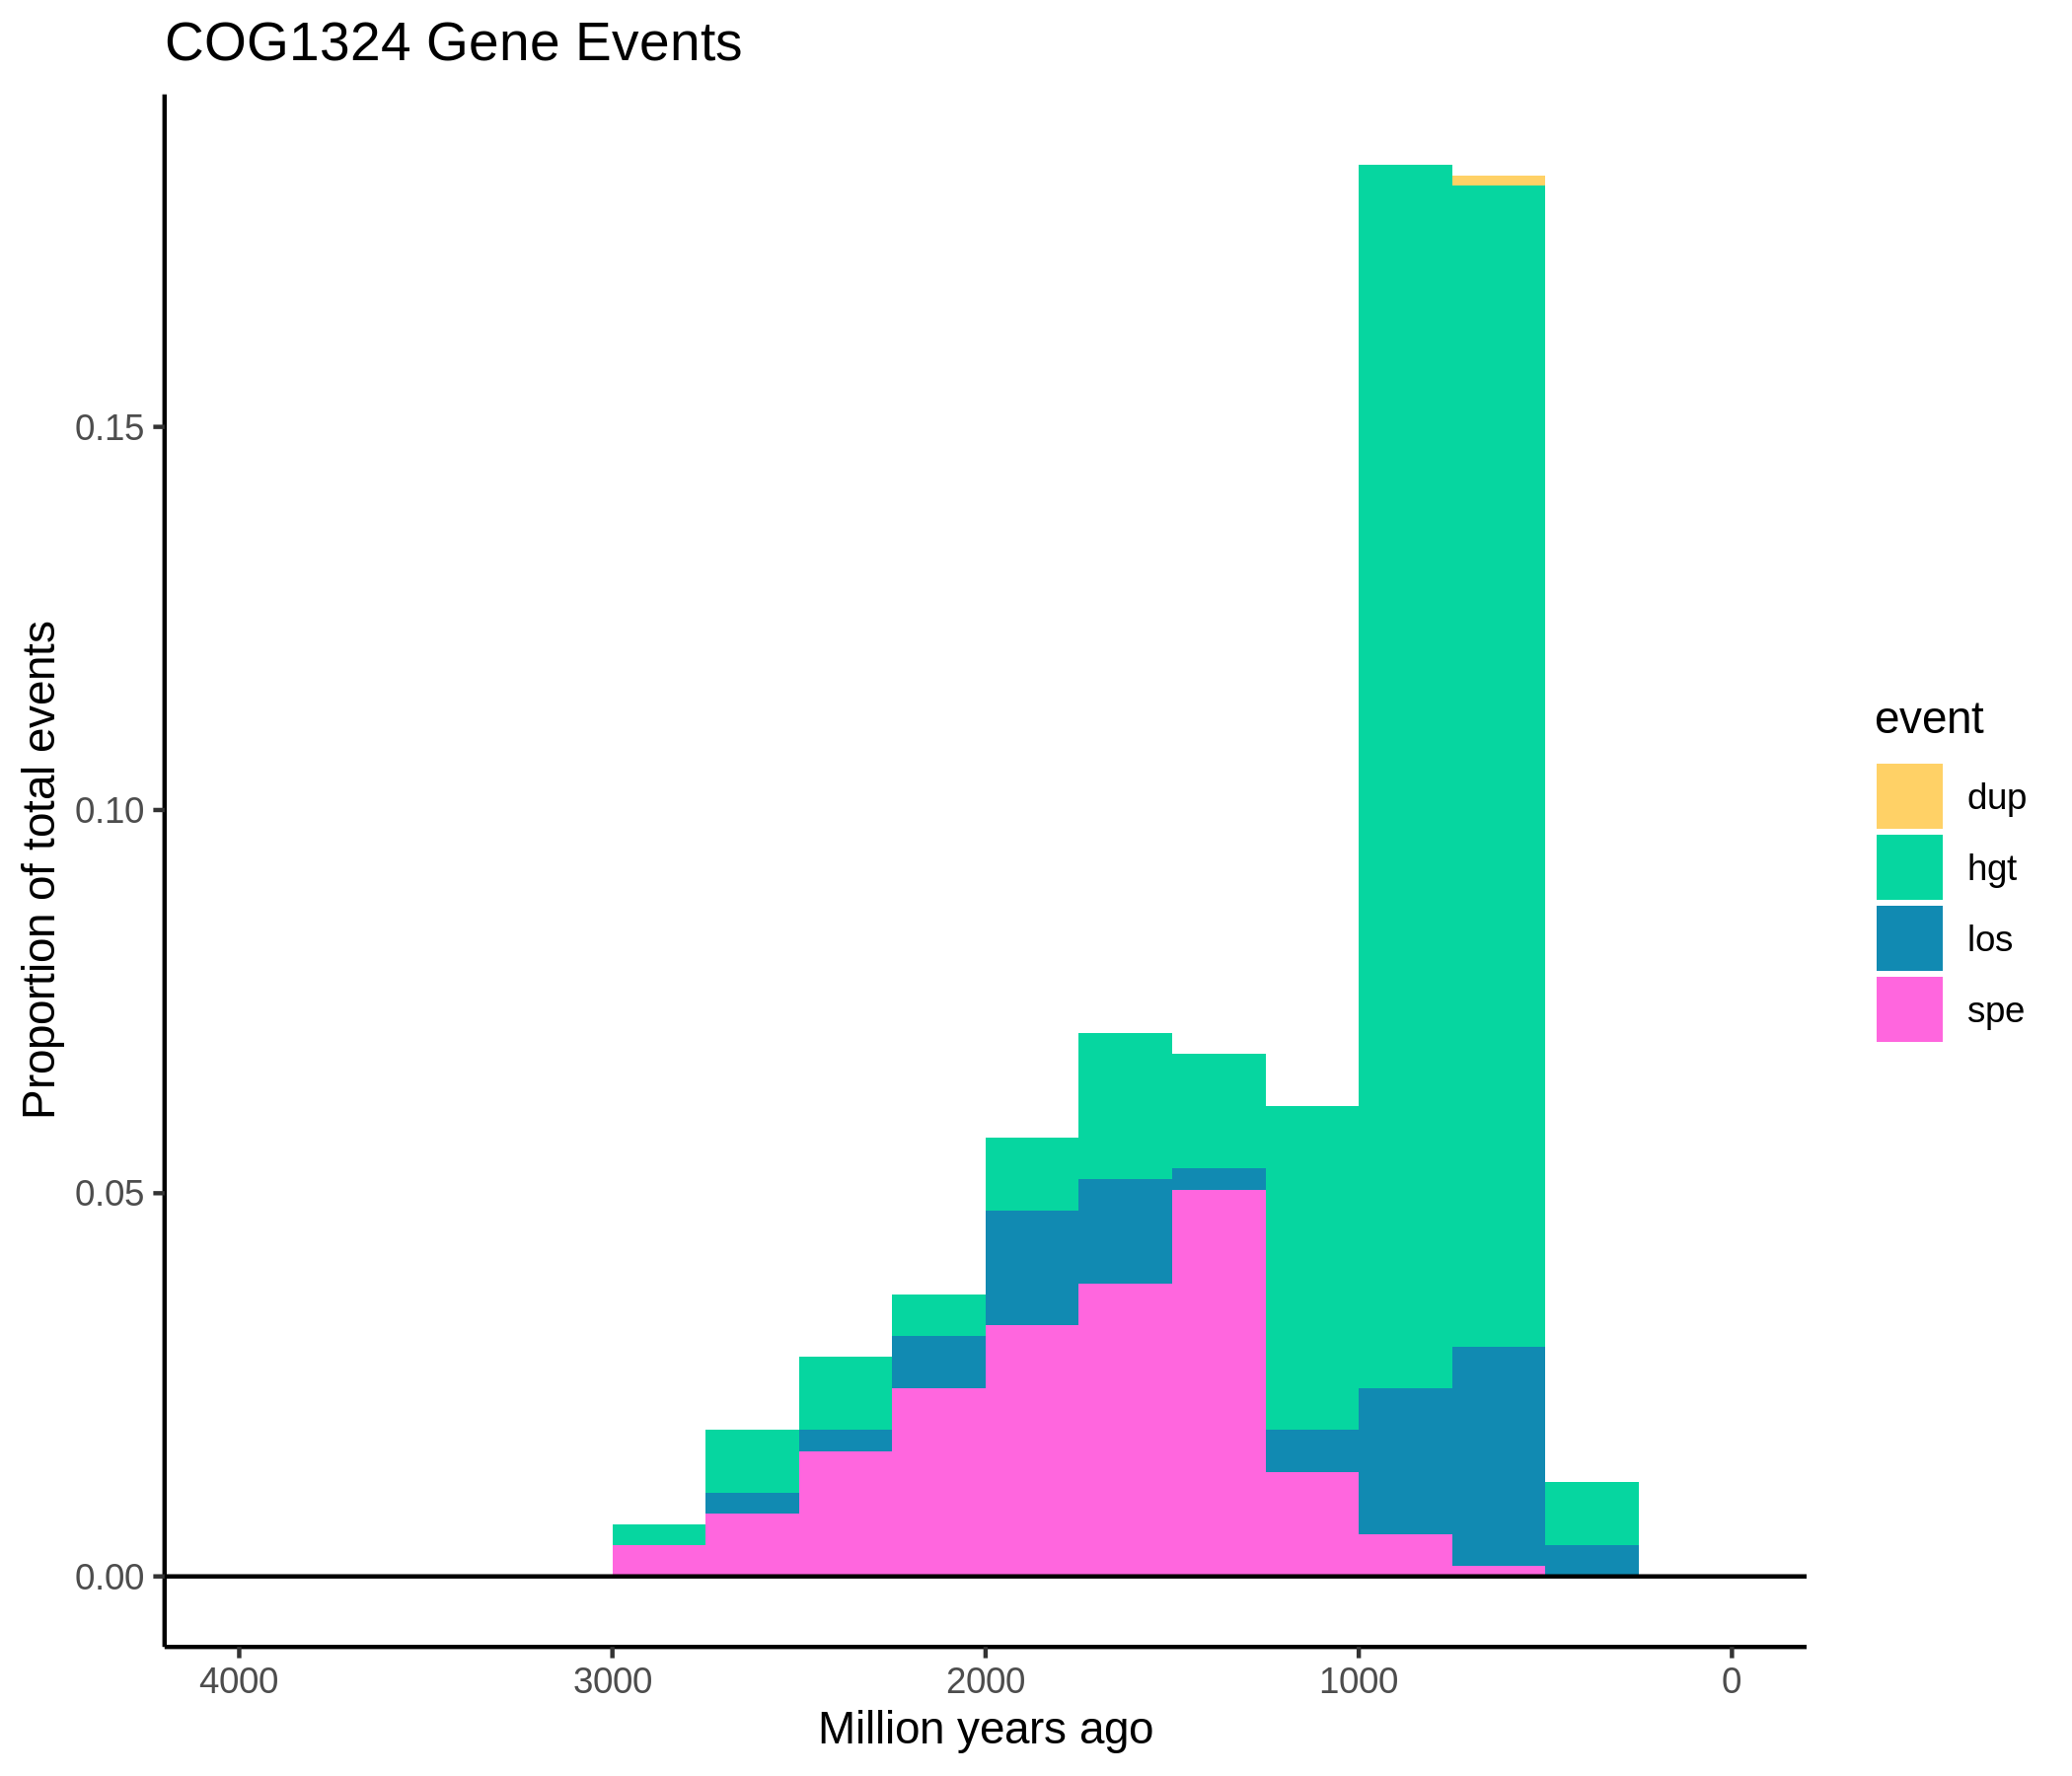 COG1324 Gene Events
Proportion of total events
0.15
0.10
0.05
0.00
4000 3000 2000 1000 0
Million years ago
event
dup
hgt
los
spe